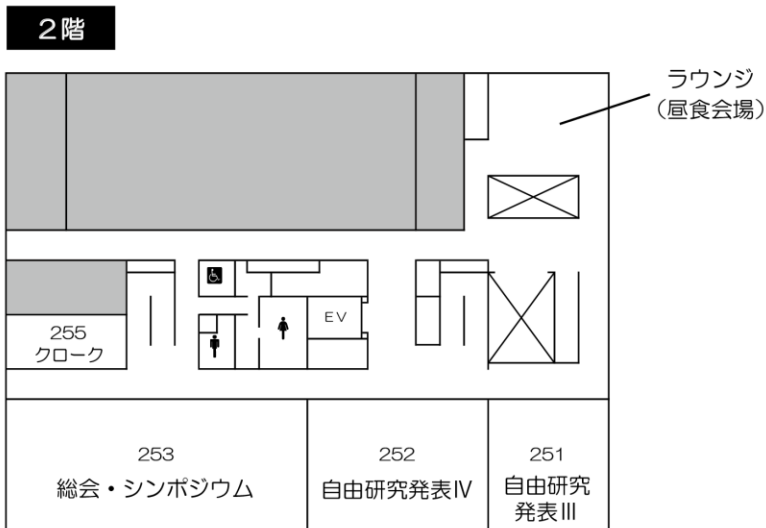 2階
ラウンジ
(昼食会場)
EV
255
クローク
253
総会・シンポジウム
252
自由研究発表Ⅳ
251
自由研究
発表Ⅲ